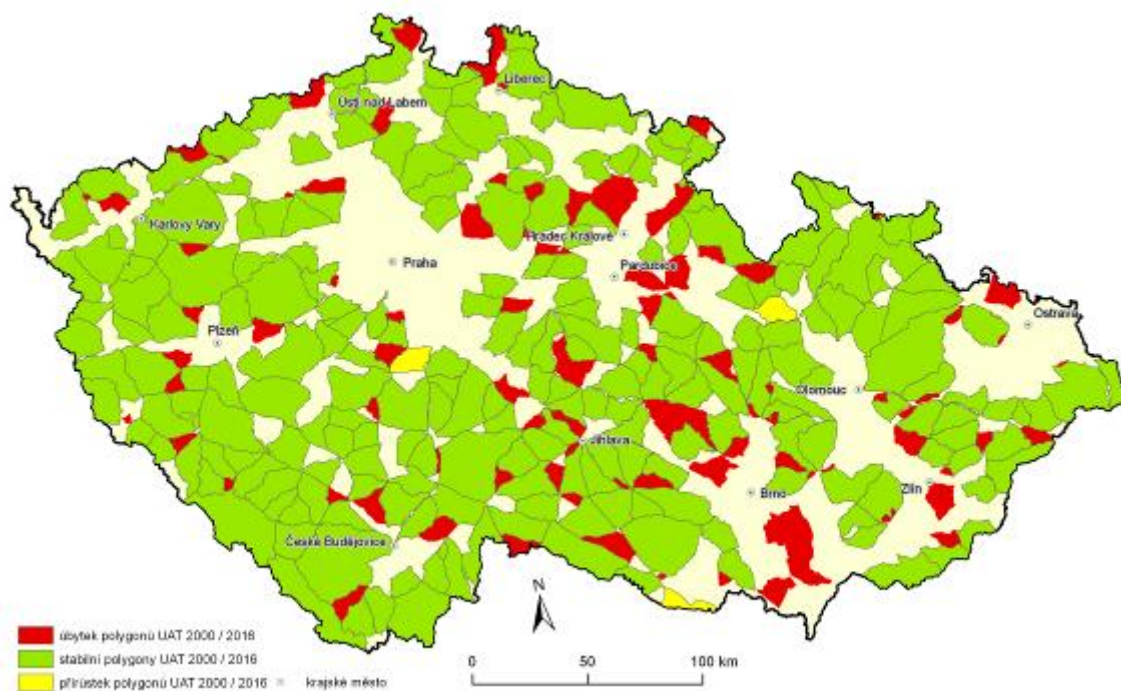 Liberec
Ústí nad Labem
Karlovy Vary
Hradec Králové
Praha
Pardubice
Ostrava
Plzeň
Olomouc
Jihlava
Zlín
Brno
České Budějovice
N
úbytek polygonů UAT 2000 / 2016
stabilní polygony UAT 2000 / 2016
přírůstek polygonů UAT 2000 / 2016 krajské město
0 50 100 km